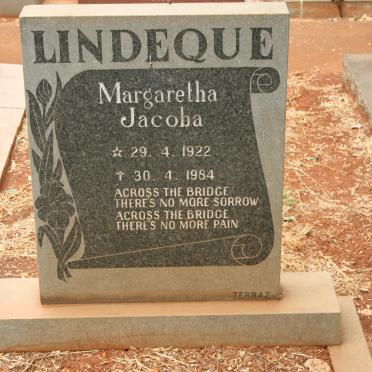 LINDEQUE
Margaretha
Jacoba
☆ 29. 4. 1922
† 30. 4. 1984
ACROSS THE BRIDGE
THERE'S NO MORE SORROW
ACROSS THE BRIDGE
THERE'S NO MORE PAIN
TERRAZ